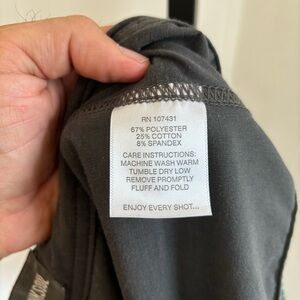 RN 107431
67% POLYESTER
25% COTTON
8% SPANDEX
CARE INSTRUCTIONS:
MACHINE WASH WARM
TUMBLE DRY LOW
REMOVE PROMPTLY
FLUFF AND FOLD
ENJOY EVERY SHOT...